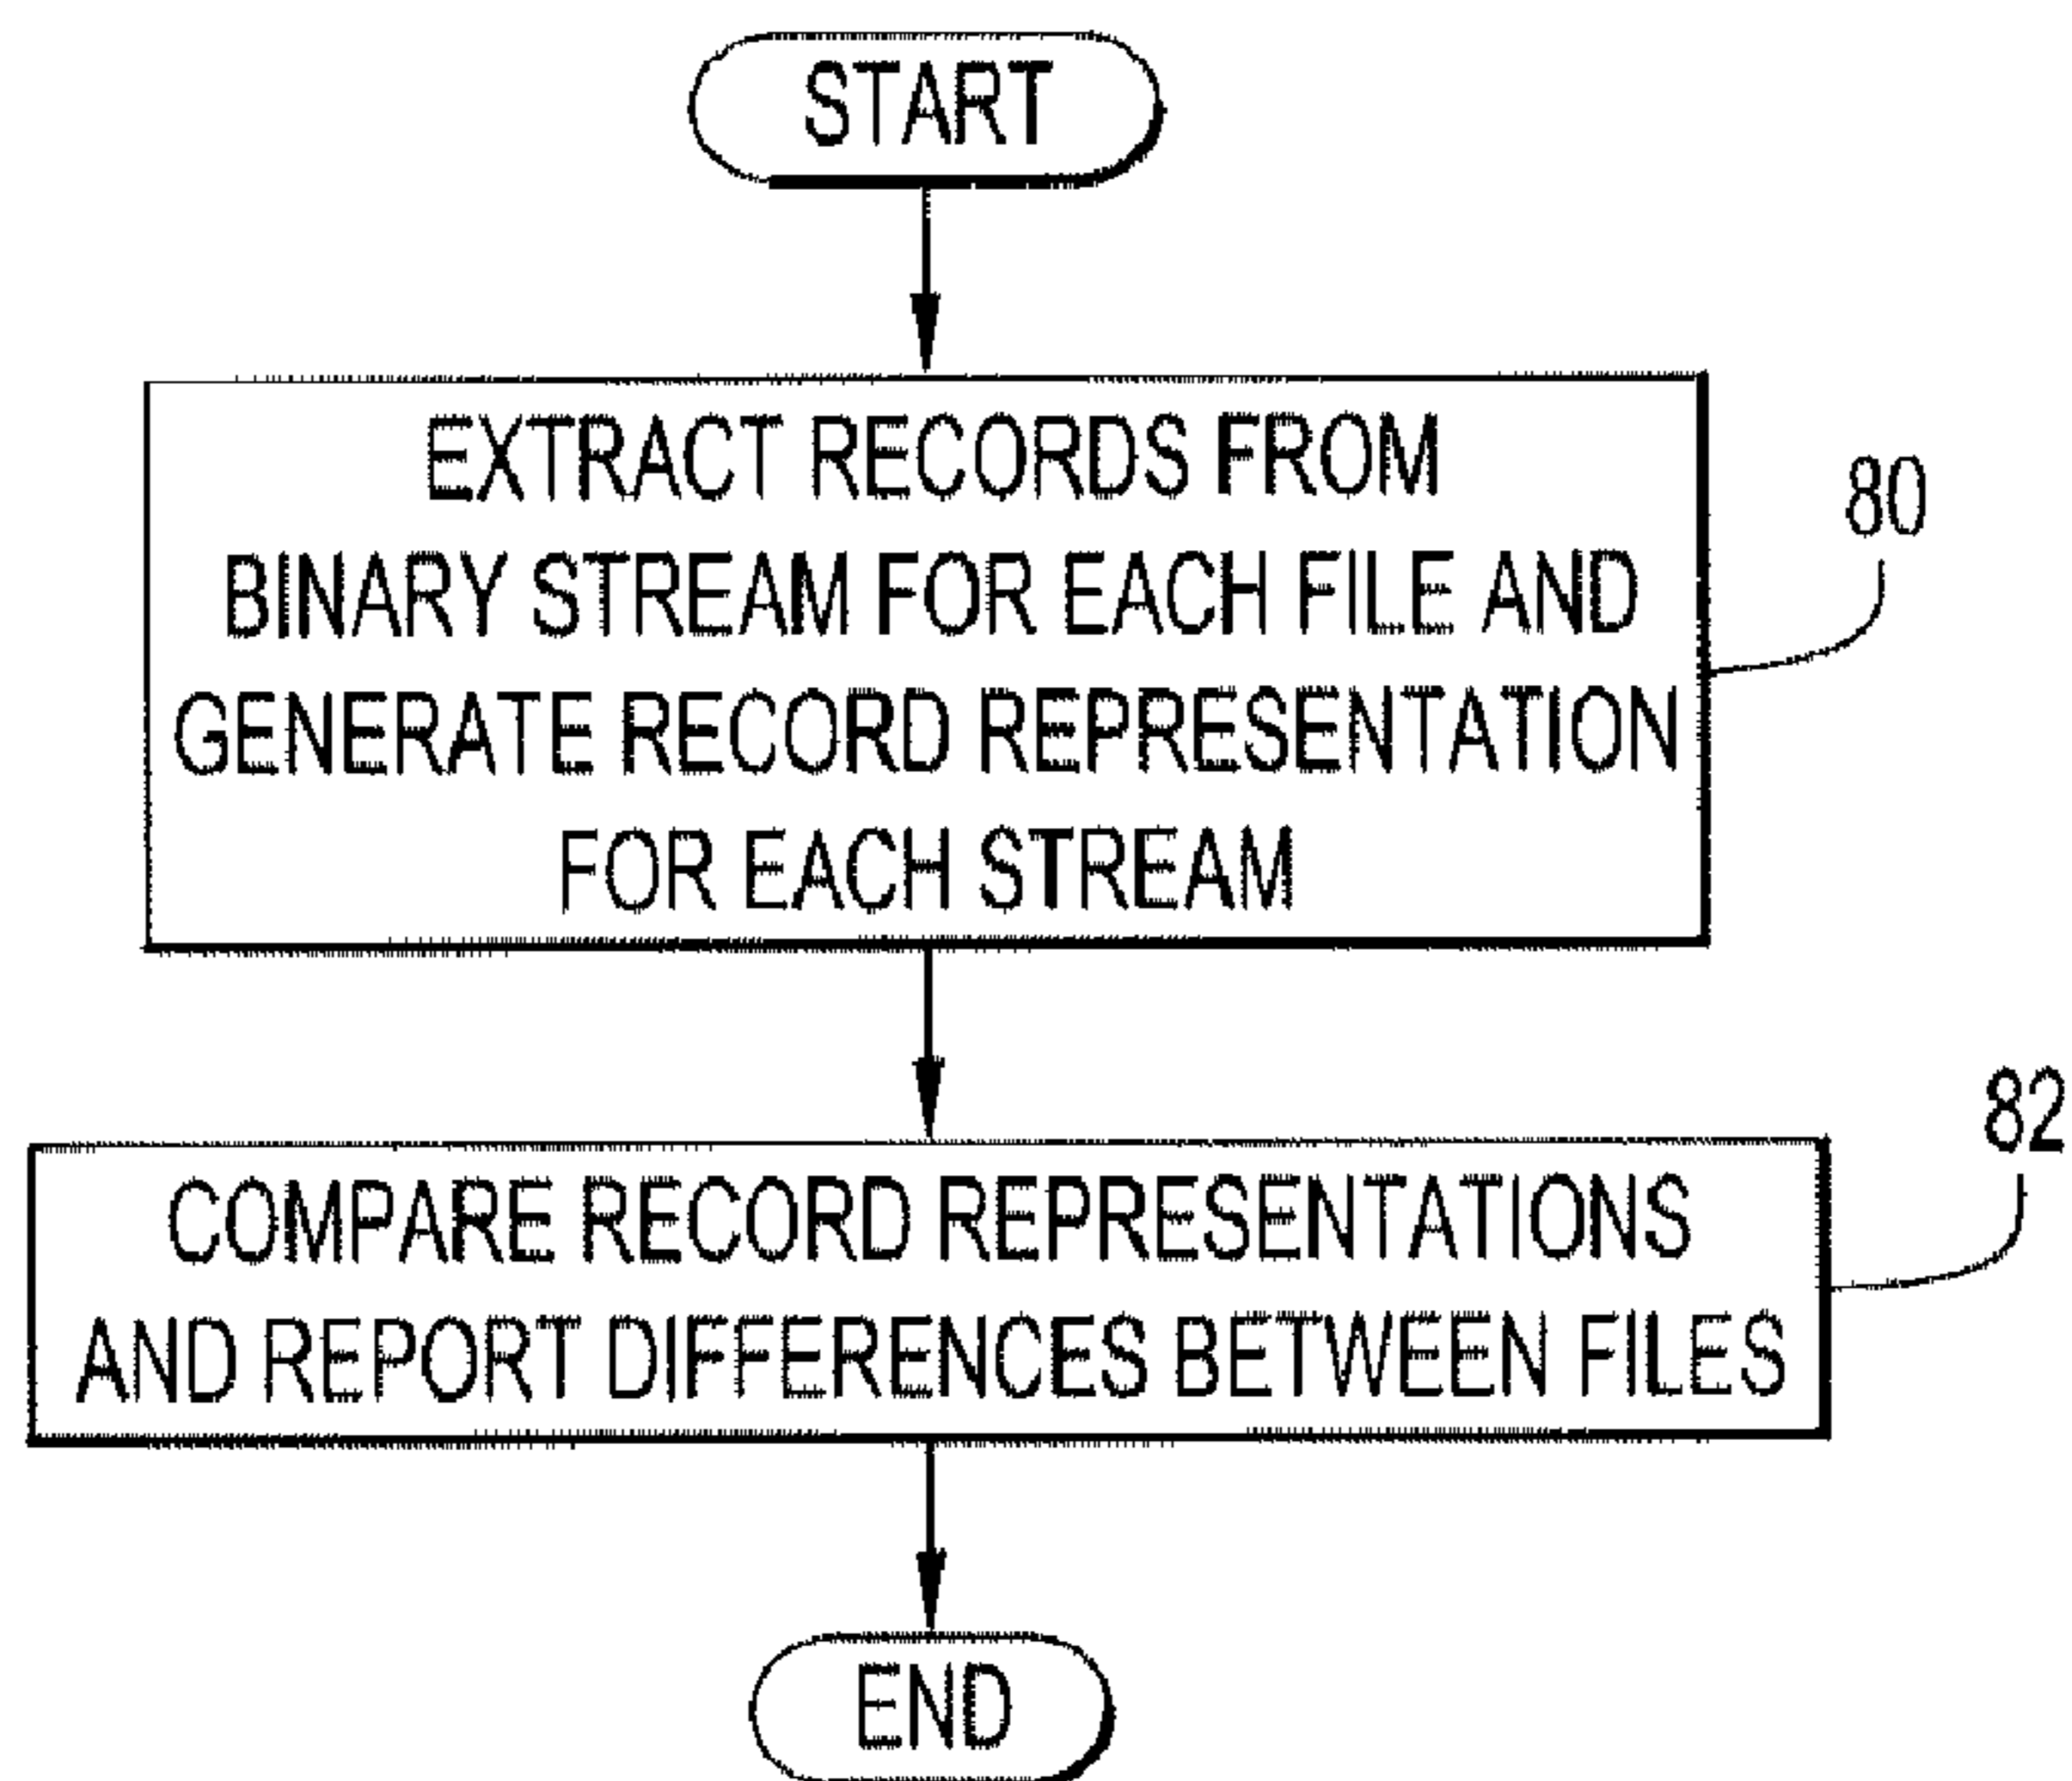 START
EXTRACT RECORDS FROM
BINARY STREAM FOR EACH FILE AND
GENERATE RECORD REPRESENTATION
FOR EACH STREAM
80
COMPARE RECORD REPRESENTATIONS
AND REPORT DIFFERENCES BETWEEN FILES
82
END